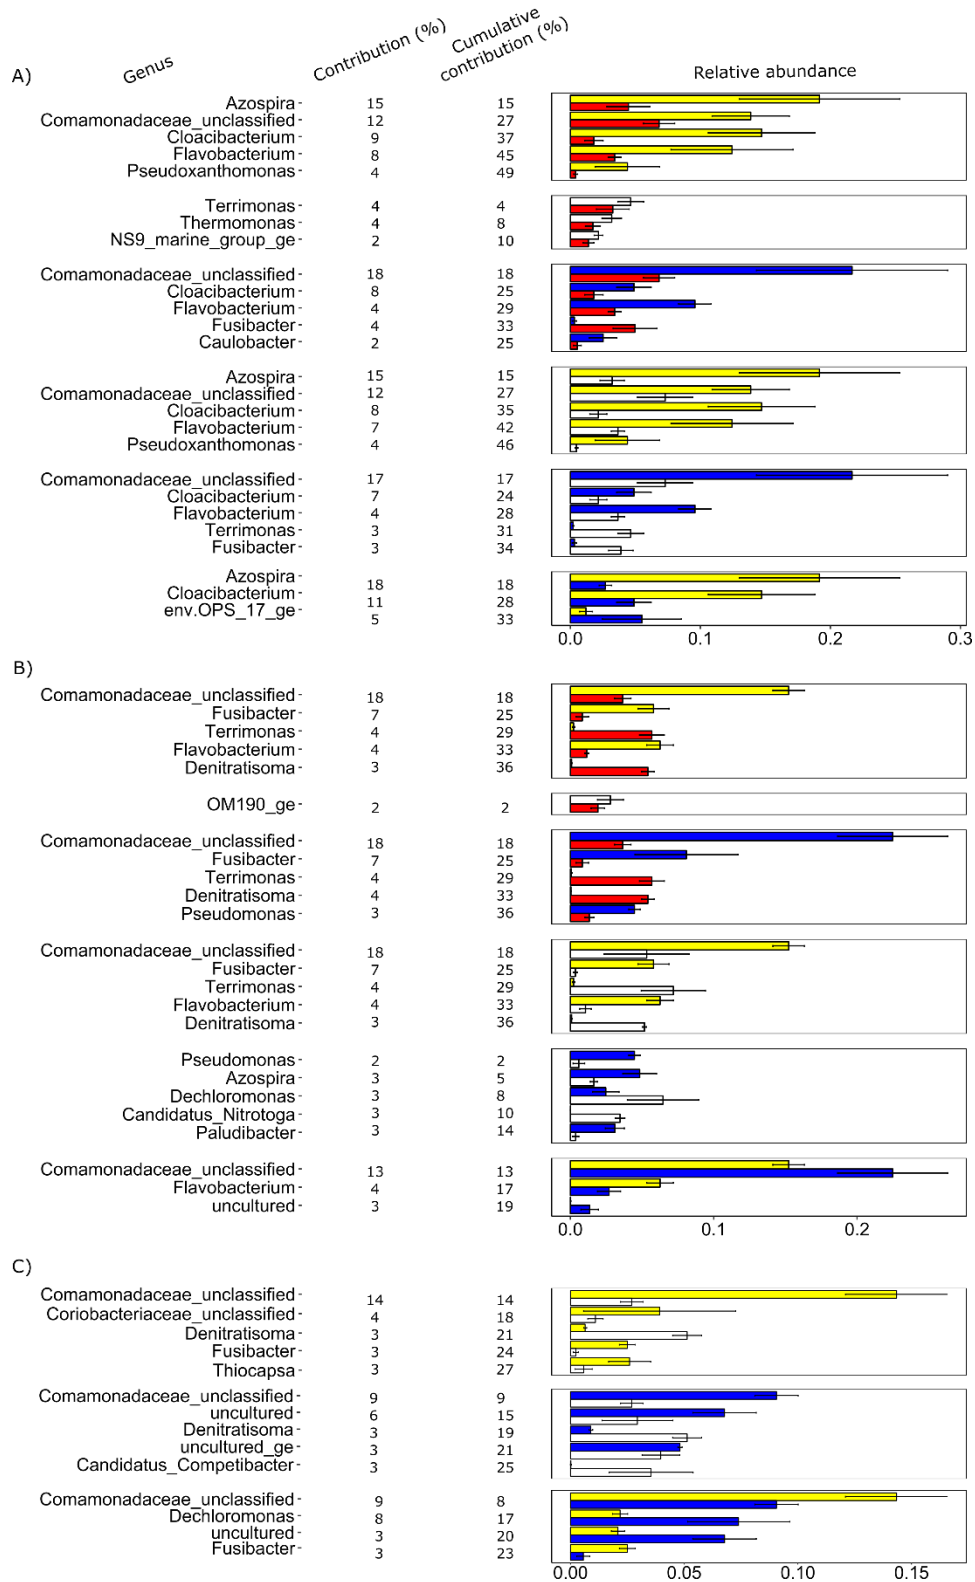 Genus Contribution (%) Cumulative contribution (%) Relative abundance
A)
Azospira 15 15
Comamonadaceae_unclassified 12 27
Cloacibacterium 9 37
Flavobacterium 8 45
Pseudoxanthomonas 4 49
Terrimonas 4 4
Thermomonas 4 8
NS9_marine_group_ge 2 10
Comamonadaceae_unclassified 18 18
Cloacibacterium 8 25
Flavobacterium 4 29
Fusibacter 4 33
Caulobacter 2 25
Azospira 15 15
Comamonadaceae_unclassified 12 27
Cloacibacterium 8 35
Flavobacterium 7 42
Pseudoxanthomonas 4 46
Comamonadaceae_unclassified 17 17
Cloacibacterium 7 24
Flavobacterium 4 28
Terrimonas 3 31
Fusibacter 3 34
Azospira 18 18
Cloacibacterium 11 28
env.OPS_17_ge 5 33
0.0 0.1 0.2 0.3
B)
Comamonadaceae_unclassified 18 18
Fusibacter 7 25
Terrimonas 4 29
Flavobacterium 4 33
Denitratisoma 3 36
OM190_ge 2 2
Comamonadaceae_unclassified 18 18
Fusibacter 7 25
Terrimonas 4 29
Denitratisoma 4 33
Pseudomonas 3 36
Comamonadaceae_unclassified 18 18
Fusibacter 7 25
Terrimonas 4 29
Flavobacterium 4 33
Denitratisoma 3 36
Pseudomonas 2 2
Azospira 3 5
Dechloromonas 3 8
Candidatus_Nitrotoga 3 10
Paludibacter 3 14
Comamonadaceae_unclassified 13 13
Flavobacterium 4 17
uncultured 3 19
0.0 0.1 0.2
C)
Comamonadaceae_unclassified 14 14
Coriobacteriaceae_unclassified 4 18
Denitratisoma 3 21
Fusibacter 3 24
Thiocapsa 3 27
Comamonadaceae_unclassified 9 9
uncultured 6 15
Denitratisoma 3 19
uncultured_ge 3 21
Candidatus_Competibacter 3 25
Comamonadaceae_unclassified 9 8
Dechloromonas 8 17
uncultured 3 20
Fusibacter 3 23
0.00 0.05 0.10 0.15